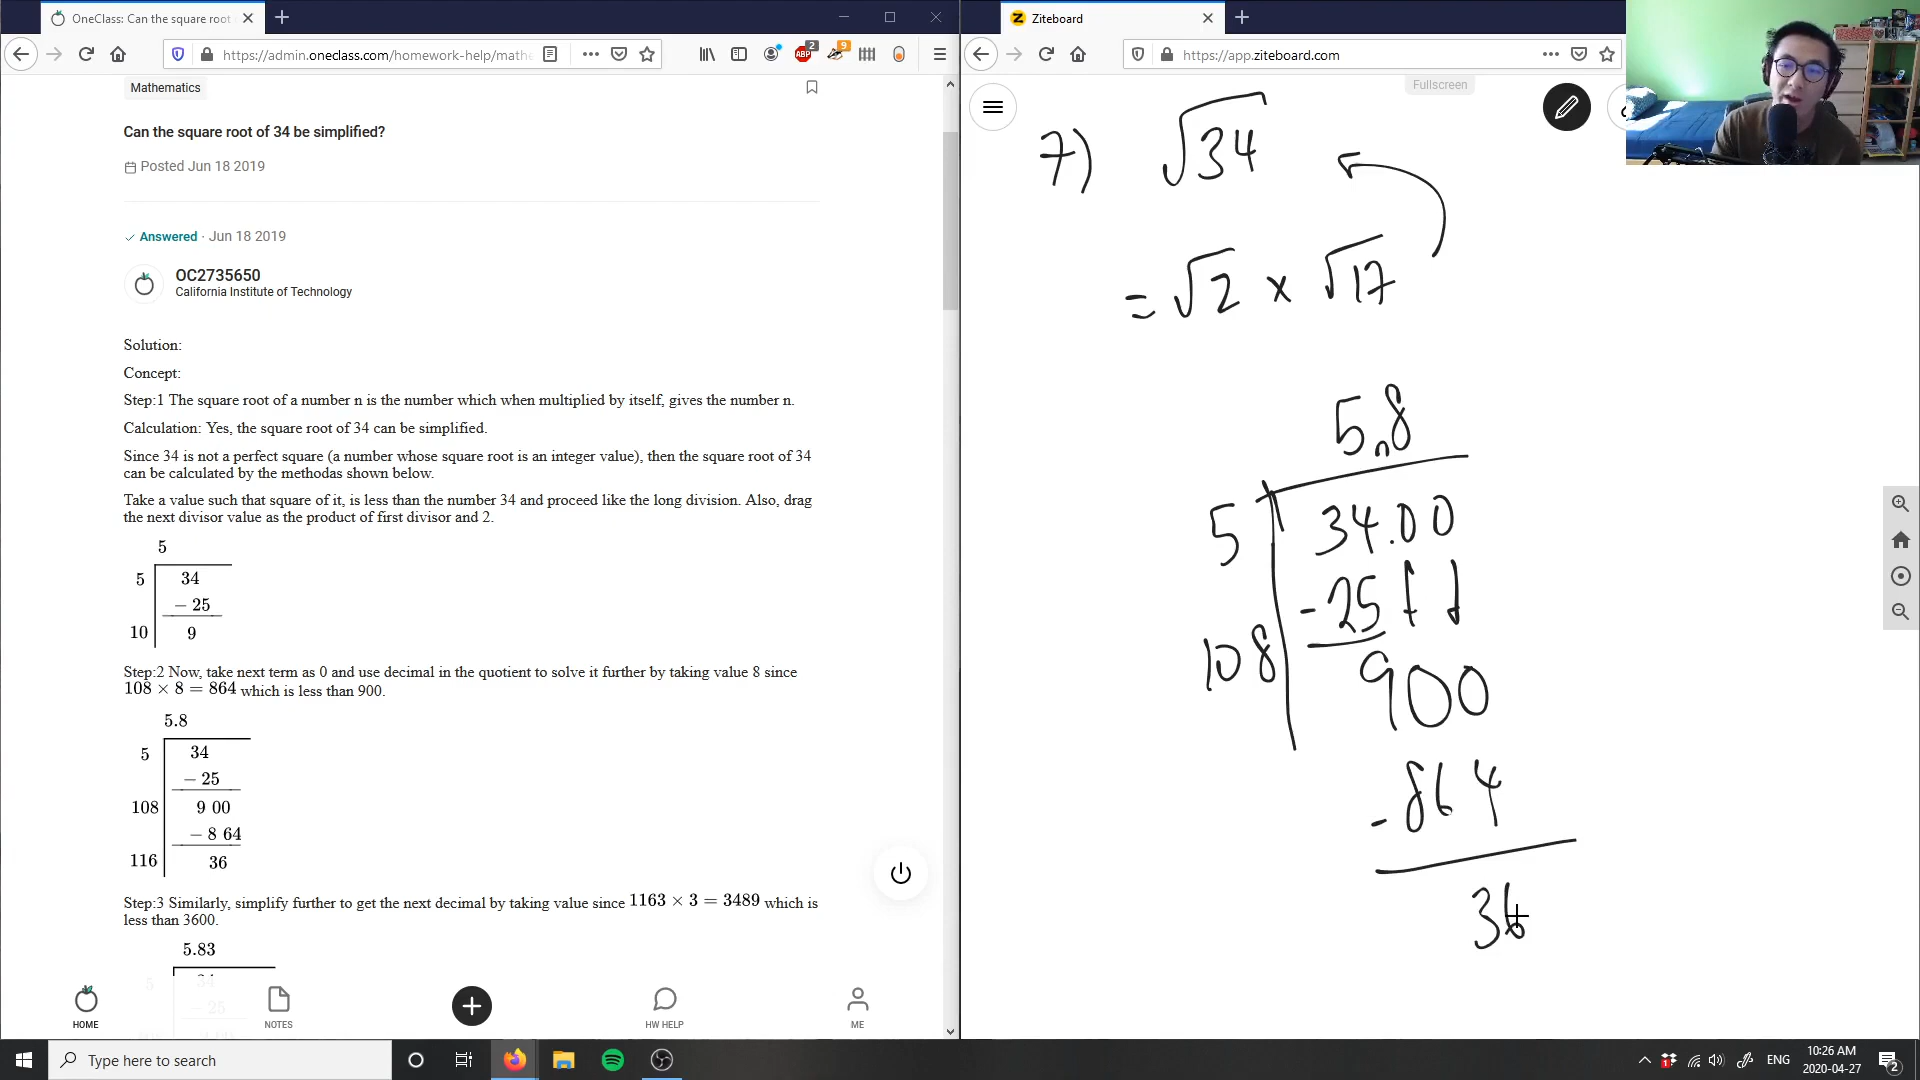 OneClass: Can the square root
Ziteboard
https://admin.oneclass.com/homework-help/mathe
2
9
https://app.ziteboard.com
Mathematics
Can the square root of 34 be simplified?
Posted Jun 18 2019
Answered · Jun 18 2019
OC2735650
California Institute of Technology
Solution:
Concept:
Step:1 The square root of a number n is the number which when multiplied by itself, gives the number n.
Calculation: Yes, the square root of 34 can be simplified.
Since 34 is not a perfect square (a number whose square root is an integer value), then the square root of 34
can be calculated by the methodas shown below.
Take a value such that square of it, is less than the number 34 and proceed like the long division. Also, drag
the next divisor value as the product of first divisor and 2.
5
5 34
− 25
10 9
Step:2 Now, take next term as 0 and use decimal in the quotient to solve it further by taking value 8 since
108 × 8 = 864 which is less than 900.
5.8
5 34
− 25
108 9 00
− 8 64
116 36
Step:3 Similarly, simplify further to get the next decimal by taking value since 1163 × 3 = 3489 which is
less than 3600.
5.83
5 34
− 25
HOME
NOTES
HW HELP
ME
Fullscreen
7) √34
= √2 x √17
5.8
5 34.00
- 25
108 900
- 864
36
Type here to search
ENG
10:26 AM
2020-04-27
2